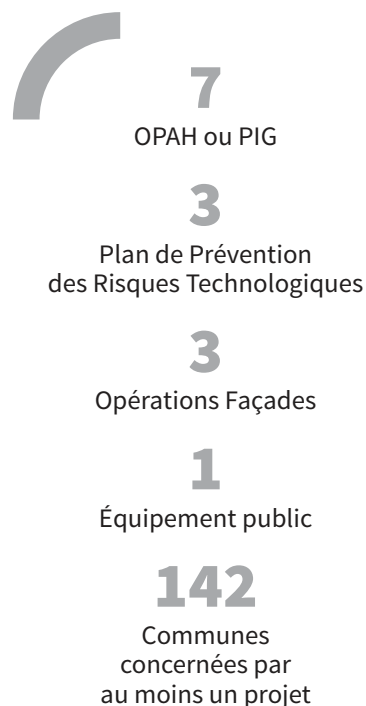 7
OPAH ou PIG
3
Plan de Prévention
des Risques Technologiques
3
Opérations Façades
1
Équipement public
142
Communes
concernées par
au moins un projet